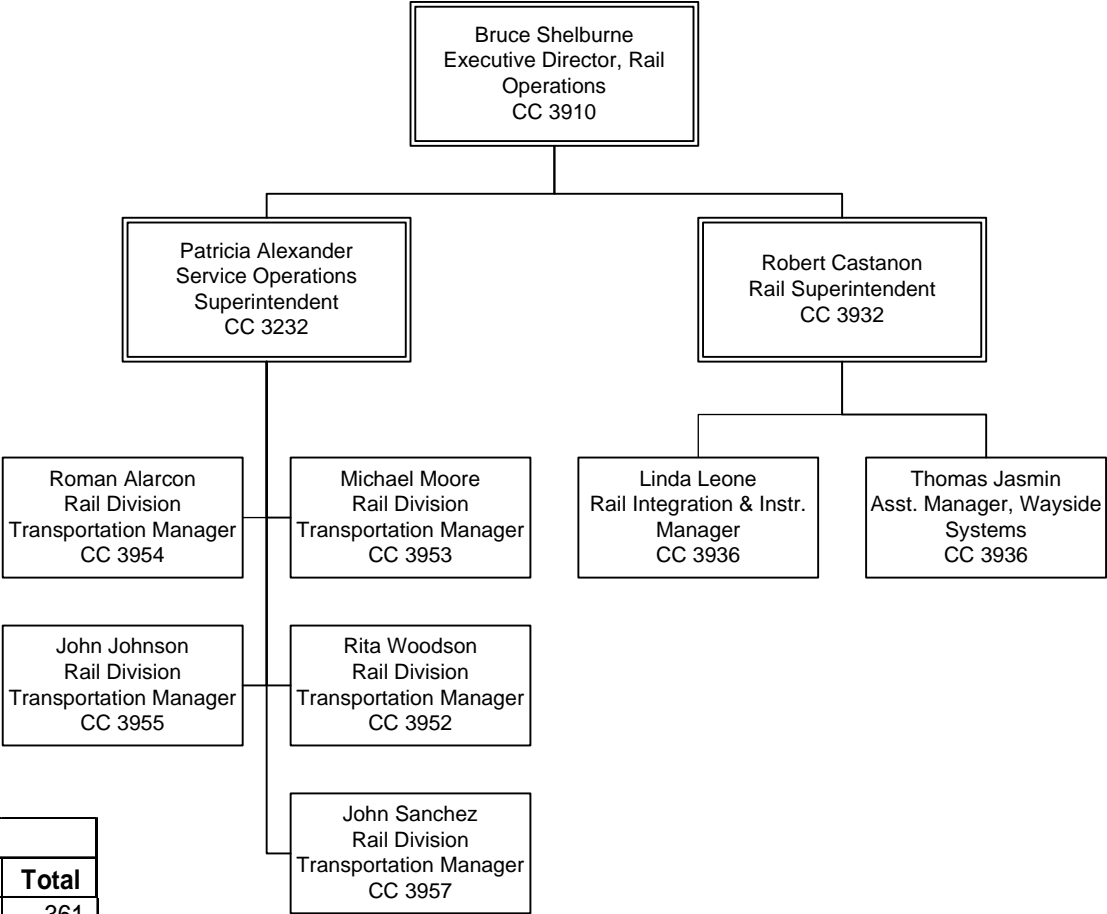 Bruce Shelburne
Executive Director, Rail
Operations
CC 3910
Patricia Alexander
Service Operations
Superintendent
CC 3232
Robert Castanon
Rail Superintendent
CC 3932
Roman Alarcon
Rail Division
Transportation Manager
CC 3954
Michael Moore
Rail Division
Transportation Manager
CC 3953
Linda Leone
Rail Integration & Instr.
Manager
CC 3936
Thomas Jasmin
Asst. Manager, Wayside
Systems
CC 3936
John Johnson
Rail Division
Transportation Manager
CC 3955
Rita Woodson
Rail Division
Transportation Manager
CC 3952
John Sanchez
Rail Division
Transportation Manager
CC 3957
Total
361